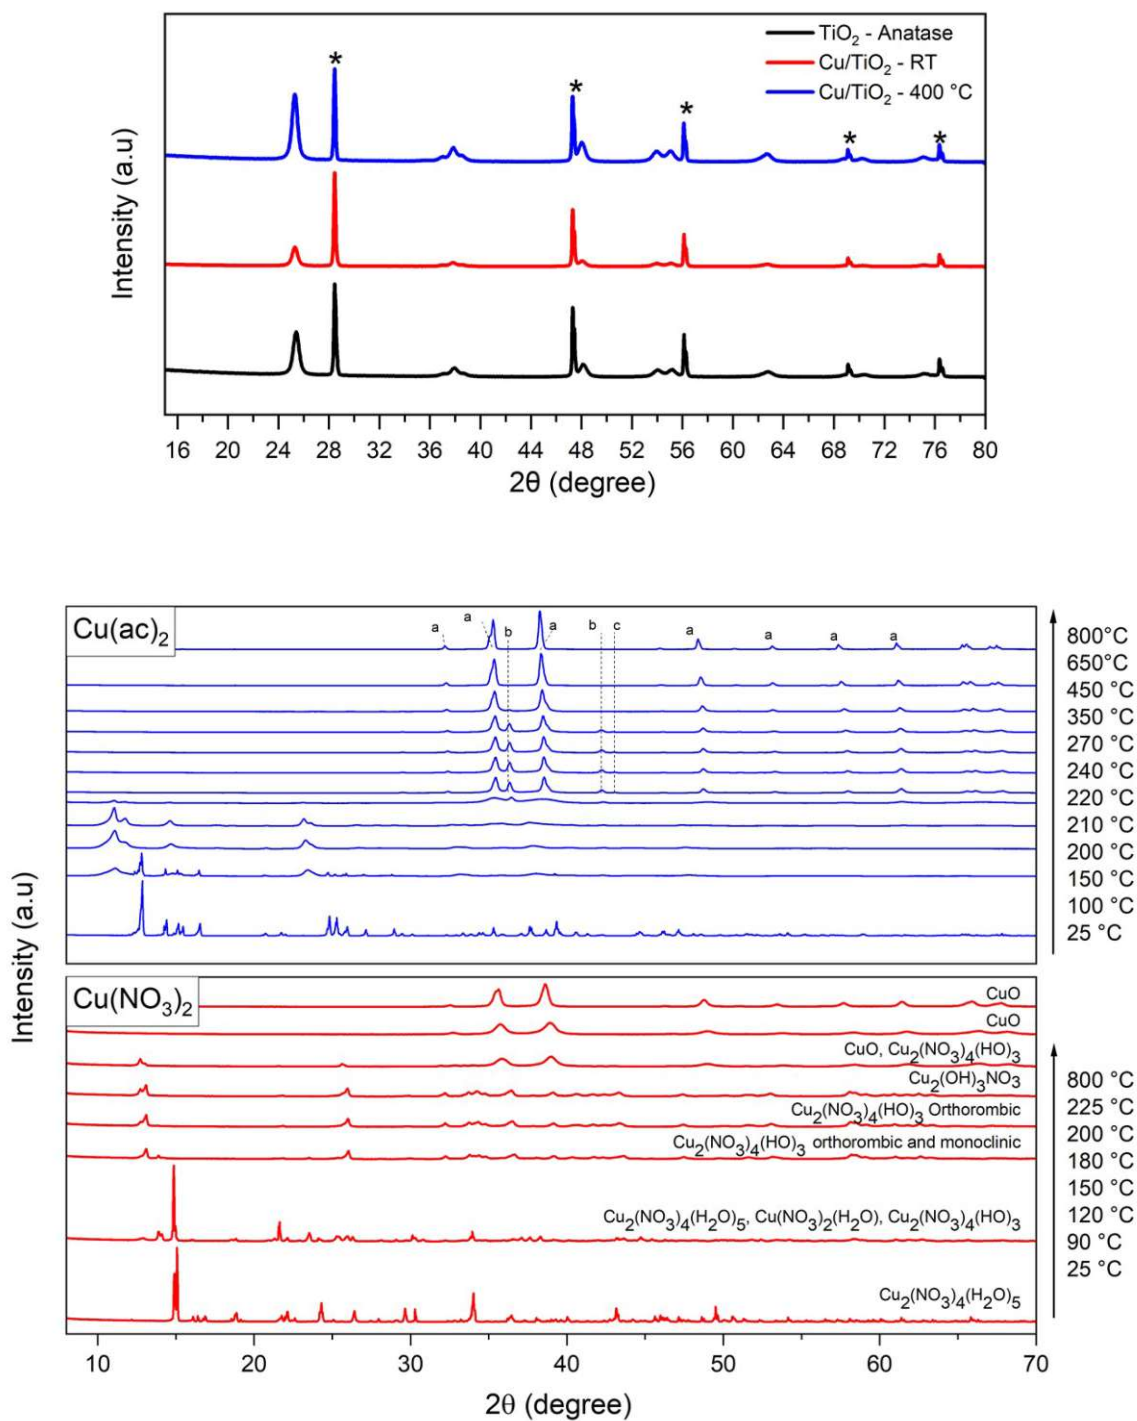 TiO2 - Anatase
Cu/TiO2 - RT
Cu/TiO2 - 400 °C
* * * * *
Intensity (a.u)
16 20 24 28 32 36 40 44 48 52 56 60 64 68 72 76 80
2θ (degree)
Cu(ac)2
a a b a b c a a a a
800°C
650°C
450 °C
350 °C
270 °C
240 °C
220 °C
210 °C
200 °C
150 °C
100 °C
25 °C
Intensity (a.u)
Cu(NO3)2
CuO
CuO
CuO, Cu2(NO3)4(HO)3
Cu2(OH)3NO3
Cu2(NO3)4(HO)3 Orthorombic
Cu2(NO3)4(HO)3 orthorombic and monoclinic
Cu2(NO3)4(H2O)5, Cu(NO3)2(H2O), Cu2(NO3)4(HO)3
Cu2(NO3)4(H2O)5
800 °C
225 °C
200 °C
180 °C
150 °C
120 °C
90 °C
25 °C
10 20 30 40 50 60 70
2θ (degree)